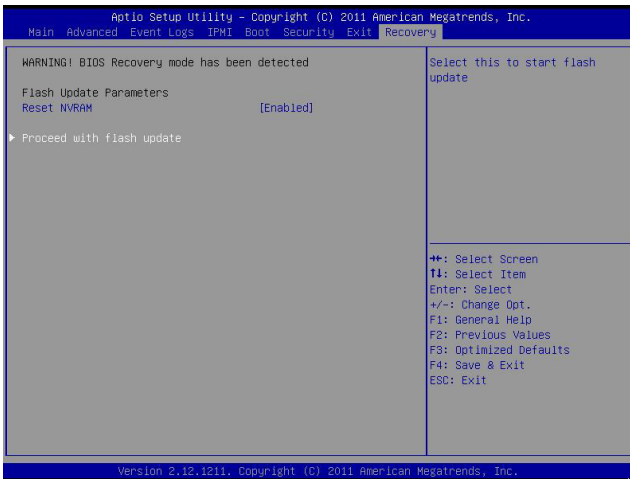 Aptio Setup Utility – Copyright (C) 2011 American Megatrends, Inc.
Main Advanced Event Logs IPMI Boot Security Exit Recovery
WARNING! BIOS Recovery mode has been detected
Flash Update Parameters
Reset NVRAM [Enabled]
▶ Proceed with flash update
Select this to start flash
update
→←: Select Screen
↑↓: Select Item
Enter: Select
+/-: Change Opt.
F1: General Help
F2: Previous Values
F3: Optimized Defaults
F4: Save & Exit
ESC: Exit
Version 2.12.1211. Copyright (C) 2011 American Megatrends, Inc.